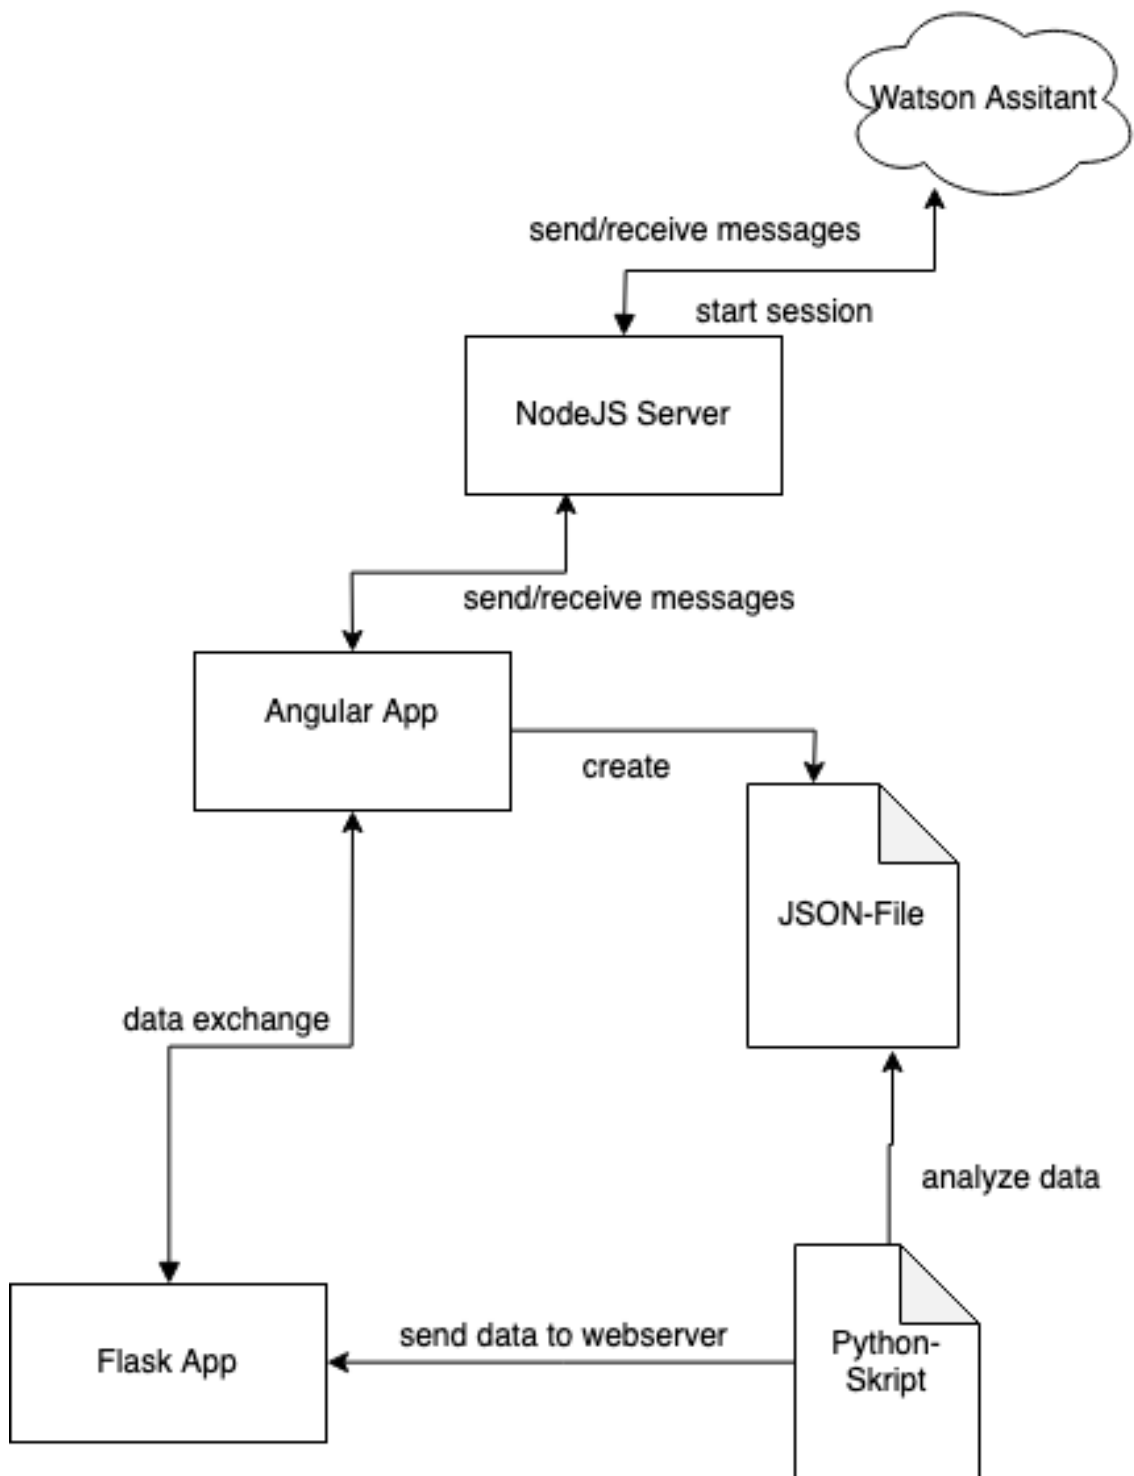 Watson Assitant
send/receive messages
start session
NodeJS Server
send/receive messages
Angular App
create
JSON-File
data exchange
analyze data
send data to webserver
Flask App
Python-
Skript